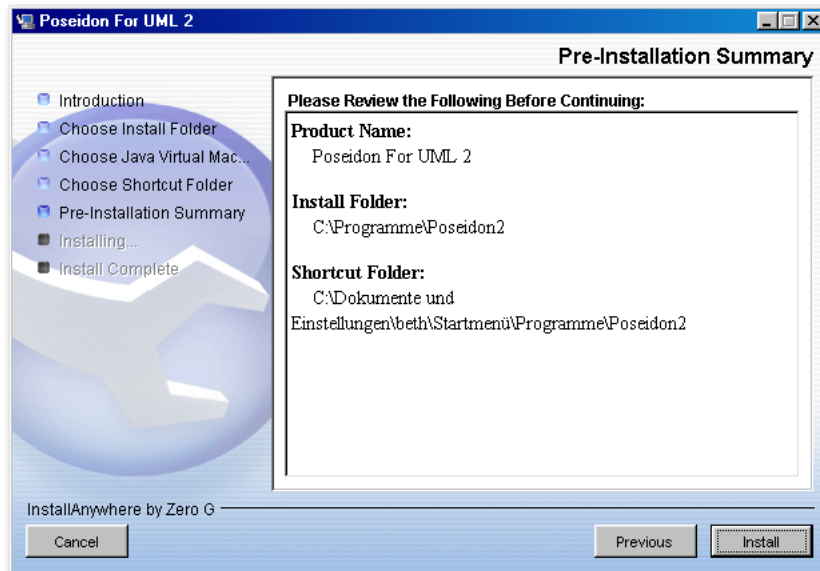 Poseidon For UML 2
Pre-Installation Summary
Introduction
Choose Install Folder
Choose Java Virtual Mac...
Choose Shortcut Folder
Pre-Installation Summary
Installing...
Install Complete
Please Review the Following Before Continuing:
Product Name:
Poseidon For UML 2
Install Folder:
C:\Programme\Poseidon2
Shortcut Folder:
C:\Dokumente und
Einstellungen\beth\Startmenü\Programme\Poseidon2
InstallAnywhere by Zero G
Cancel
Previous
Install